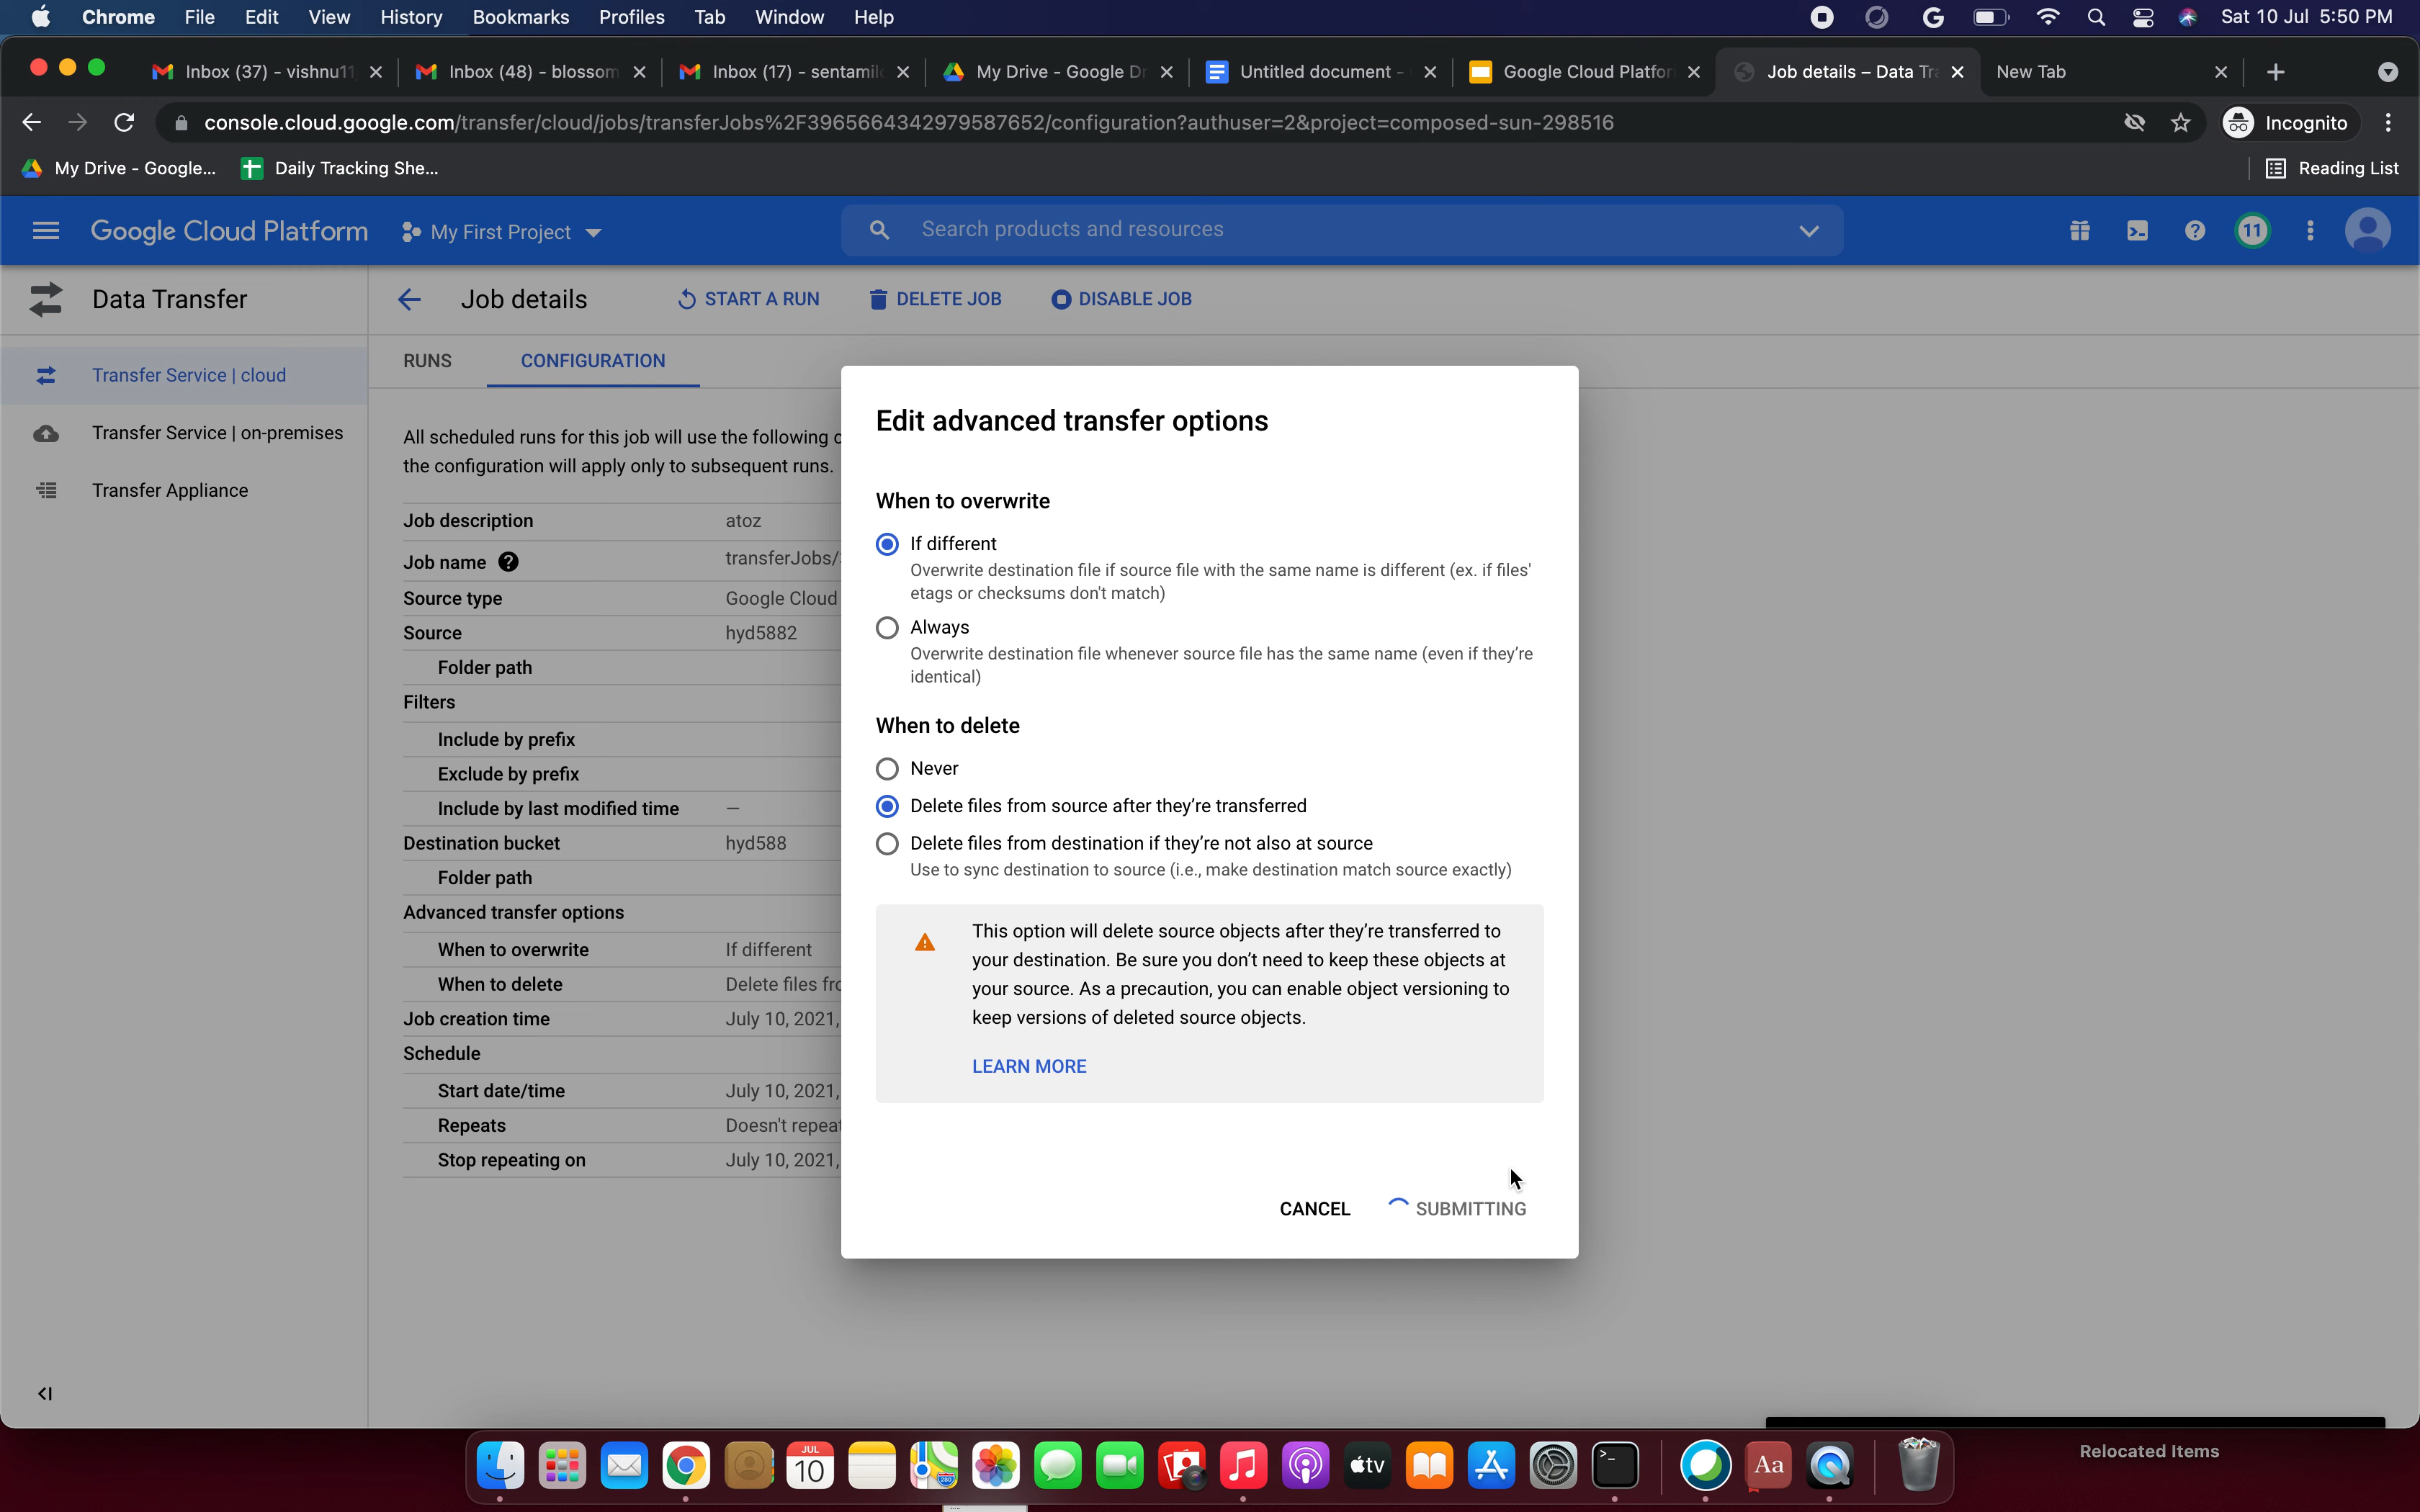 Chrome File Edit View History Bookmarks Profiles Tab Window Help Sat 10 Jul 5:50 PM
Inbox (37) - vishnu11 Inbox (48) - blossom Inbox (17) - sentamil My Drive - Google Dr Untitled document - Google Cloud Platfor Job details – Data Tr New Tab
console.cloud.google.com/transfer/cloud/jobs/transferJobs%2F3965664342979587652/configuration?authuser=2&project=composed-sun-298516 Incognito
My Drive - Google... Daily Tracking She... Reading List
Google Cloud Platform My First Project Search products and resources 11
Data Transfer Job details START A RUN DELETE JOB DISABLE JOB
Transfer Service | cloud
Transfer Service | on-premises
Transfer Appliance
RUNS CONFIGURATION
All scheduled runs for this job will use the following
the configuration will apply only to subsequent runs.
Job description atoz
Job name ? transferJobs/
Source type Google Cloud
Source hyd5882
Folder path
Filters
Include by prefix
Exclude by prefix
Include by last modified time —
Destination bucket hyd588
Folder path
Advanced transfer options
When to overwrite If different
When to delete Delete files fro
Job creation time July 10, 2021,
Schedule
Start date/time July 10, 2021,
Repeats Doesn't repeat
Stop repeating on July 10, 2021,
Edit advanced transfer options
When to overwrite
If different
Overwrite destination file if source file with the same name is different (ex. if files'
etags or checksums don't match)
Always
Overwrite destination file whenever source file has the same name (even if they're
identical)
When to delete
Never
Delete files from source after they're transferred
Delete files from destination if they're not also at source
Use to sync destination to source (i.e., make destination match source exactly)
This option will delete source objects after they're transferred to
your destination. Be sure you don't need to keep these objects at
your source. As a precaution, you can enable object versioning to
keep versions of deleted source objects.
LEARN MORE
CANCEL SUBMITTING
JUL
10
280
tv
Aa
Relocated Items